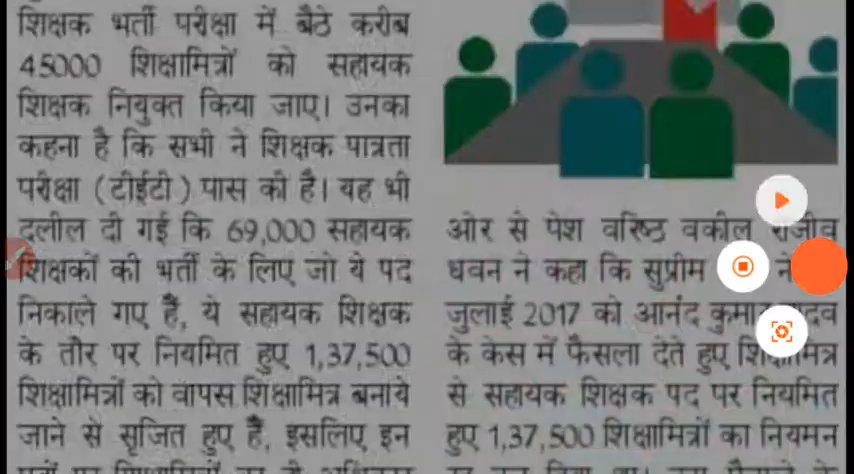 शिक्षक भर्ती परीक्षा में बैठे करीब
45000 शिक्षामित्रों को सहायक
शिक्षक नियुक्त किया जाए। उनका
कहना है कि सभी ने शिक्षक पात्रता
परीक्षा (टीईटी) पास की है। यह भी
दलील दी गई कि 69,000 सहायक
शिक्षकों की भर्ती के लिए जो ये पद
निकाले गए हैं, ये सहायक शिक्षक
के तौर पर नियमित हुए 1,37,500
शिक्षामित्रों को वापस शिक्षामित्र बनाये
जाने से सृजित हुए हैं, इसलिए इन
ओर से पेश वरिष्ठ वकील राजीव
धवन ने कहा कि सुप्रीम ने
जुलाई 2017 को आनंद कुमार यादव
के केस में फैसला देते हुए शिक्षामित्र
से सहायक शिक्षक पद पर नियमित
हुए 1,37,500 शिक्षामित्रों का नियमन